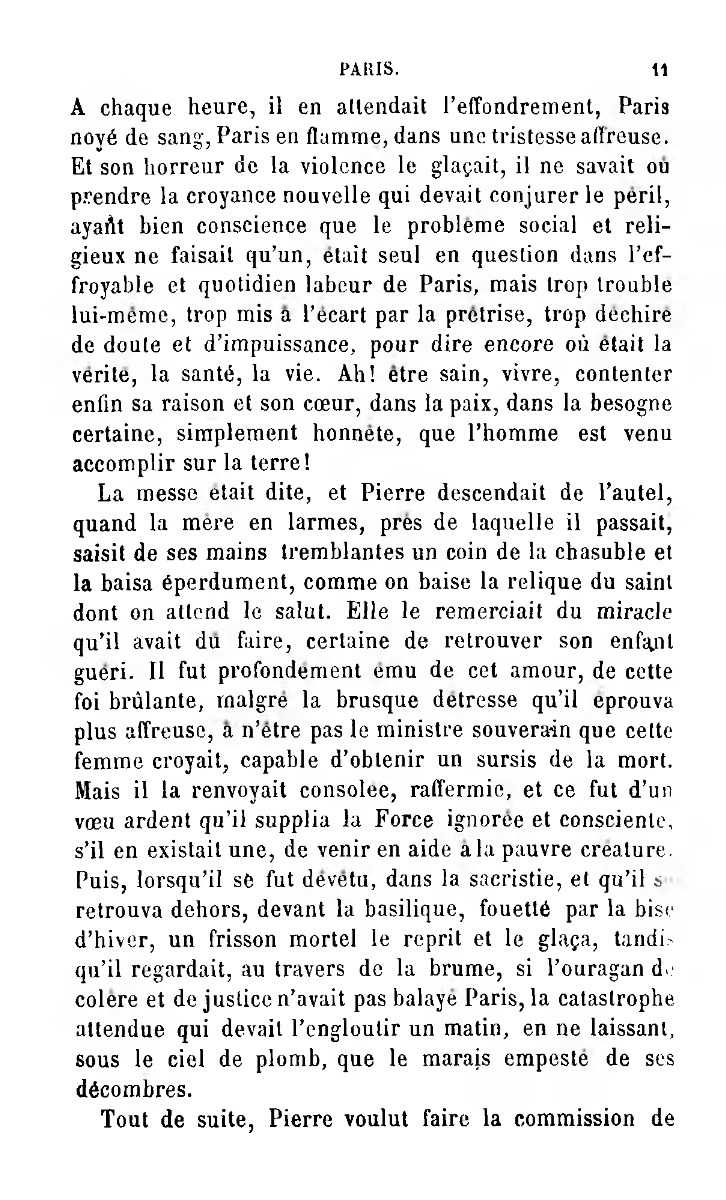 PARIS. 11
A chaque heure, il en attendait l'effondrement, Paris
noyé de sang, Paris en flamme, dans une tristesse affreuse.
Et son horreur de la violence le glaçait, il ne savait où
prendre la croyance nouvelle qui devait conjurer le péril,
ayant bien conscience que le problème social et reli-
gieux ne faisait qu'un, était seul en question dans l'ef-
froyable et quotidien labeur de Paris, mais trop troublé
lui-même, trop mis à l'écart par la prêtrise, trop déchiré
de doute et d'impuissance, pour dire encore où était la
vérité, la santé, la vie. Ah! être sain, vivre, contenter
enfin sa raison et son cœur, dans la paix, dans la besogne
certaine, simplement honnête, que l'homme est venu
accomplir sur la terre!
La messe était dite, et Pierre descendait de l'autel,
quand la mère en larmes, près de laquelle il passait,
saisit de ses mains tremblantes un coin de la chasuble et
la baisa éperdument, comme on baise la relique du saint
dont on attend le salut. Elle le remerciait du miracle
qu'il avait dû faire, certaine de retrouver son enfant
guéri. Il fut profondément ému de cet amour, de cette
foi brûlante, malgré la brusque détresse qu'il éprouva
plus affreuse, à n'être pas le ministre souverain que cette
femme croyait, capable d'obtenir un sursis de la mort.
Mais il la renvoyait consolée, raffermie, et ce fut d'un
vœu ardent qu'il supplia la Force ignorée et consciente,
s'il en existait une, de venir en aide à la pauvre créature.
Puis, lorsqu'il se fut dévêtu, dans la sacristie, et qu'il s
retrouva dehors, devant la basilique, fouetté par la bise
d'hiver, un frisson mortel le reprit et le glaça, tandis
qu'il regardait, au travers de la brume, si l'ouragan de
colère et de justice n'avait pas balayé Paris, la catastrophe
attendue qui devait l'engloutir un matin, en ne laissant,
sous le ciel de plomb, que le marais empesté de ses
décombres.
Tout de suite, Pierre voulut faire la commission de